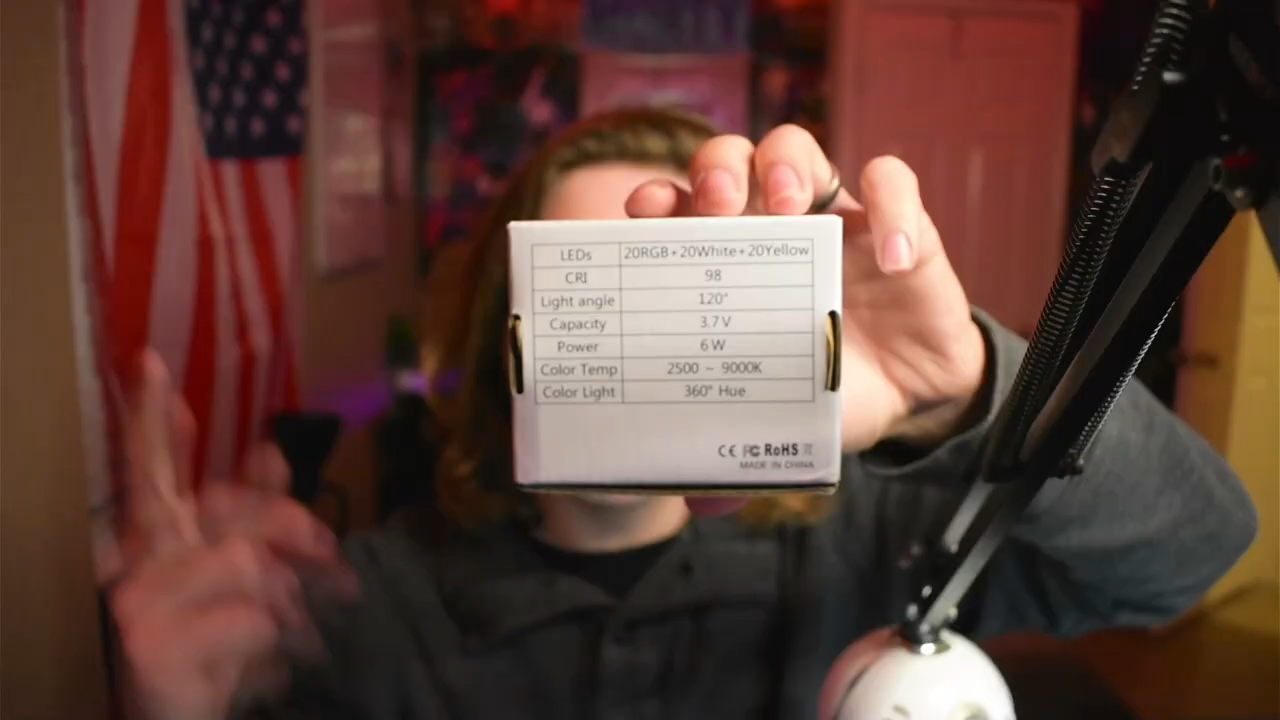 LEDs 20RGB+20White+20Yellow
CRI 98
Light angle 120°
Capacity 3.7V
Power 6W
Color Temp 2500 ~ 9000K
Color Light 360° Hue
CE FC RoHS
MADE IN CHINA